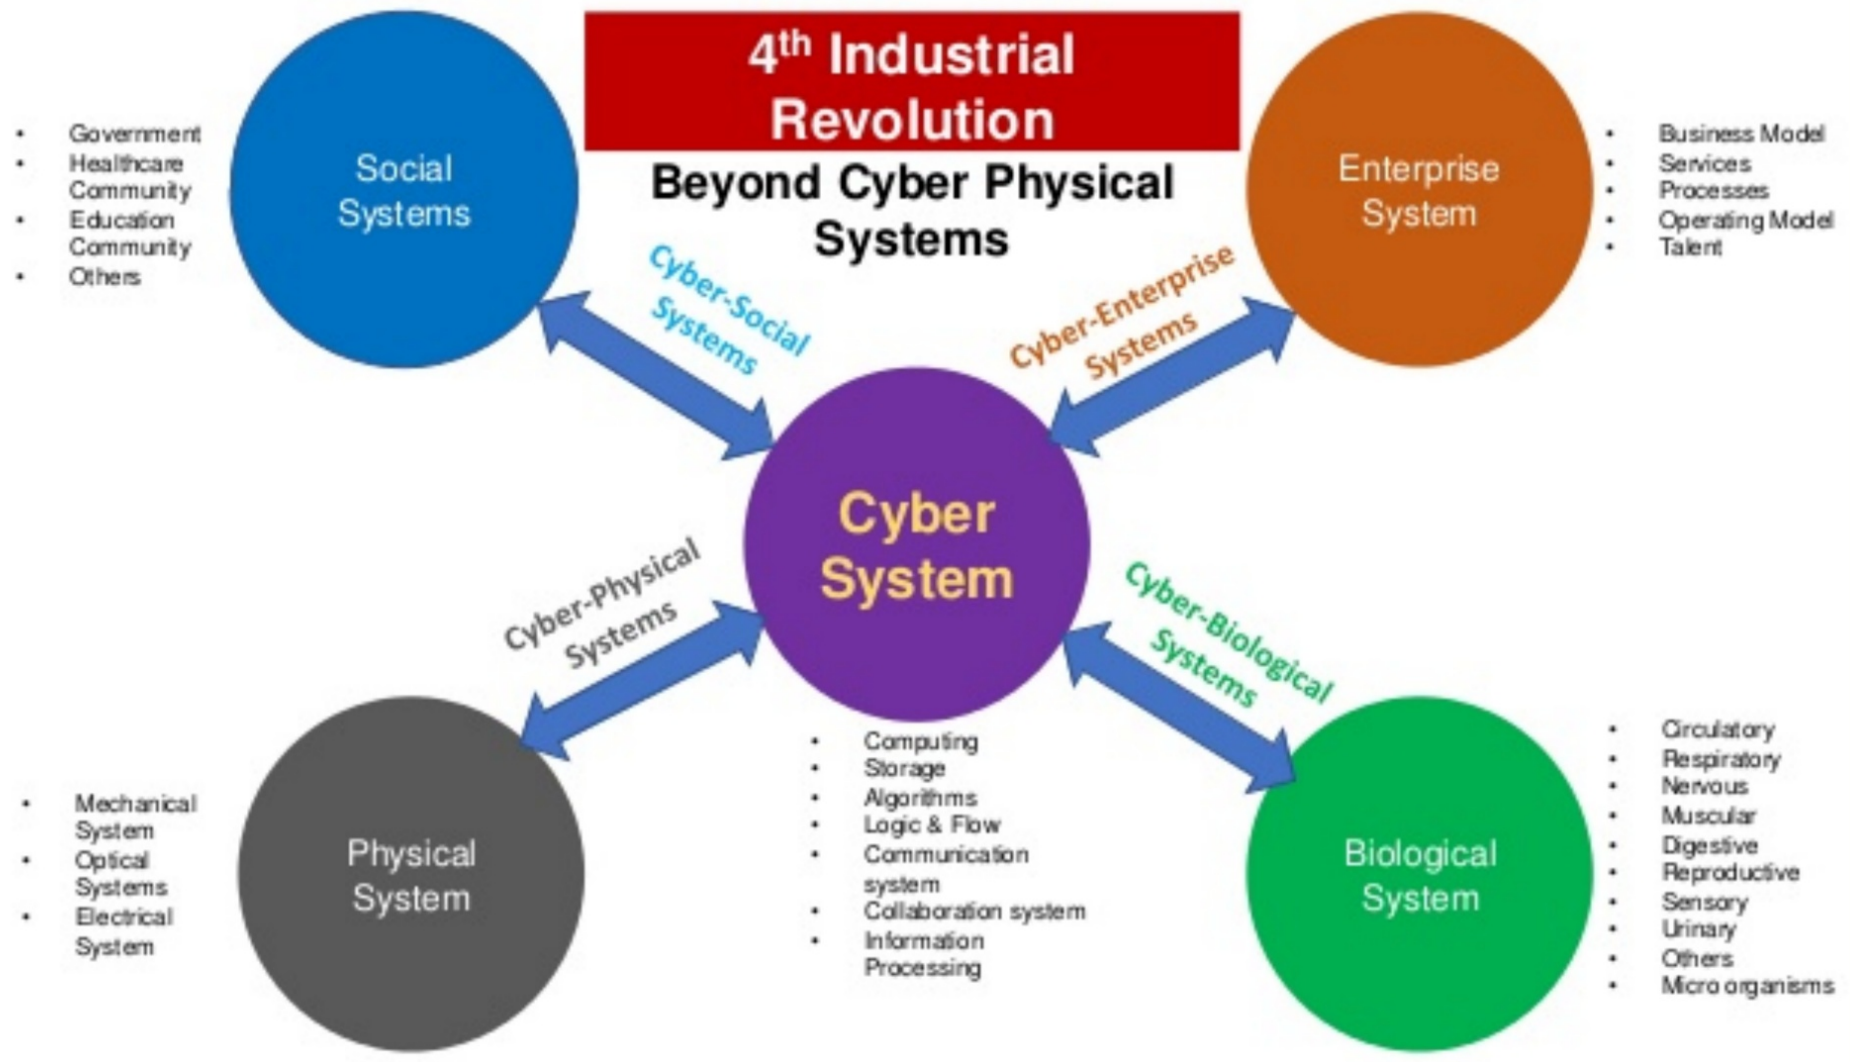 4th Industrial
Revolution
Beyond Cyber Physical
Systems
• Government
• Healthcare
Community
• Education
Community
• Others
Social
Systems
Enterprise
System
• Business Model
• Services
• Processes
• Operating Model
• Talent
Cyber-Social
Systems
Cyber-Enterprise
Systems
Cyber
System
Cyber-Physical
Systems
Cyber-Biological
Systems
• Mechanical
System
• Optical
Systems
• Electrical
System
Physical
System
• Computing
• Storage
• Algorithms
• Logic & Flow
• Communication
system
• Collaboration system
• Information
Processing
Biological
System
• Circulatory
• Respiratory
• Nervous
• Muscular
• Digestive
• Reproductive
• Sensory
• Urinary
• Others
• Micro organisms